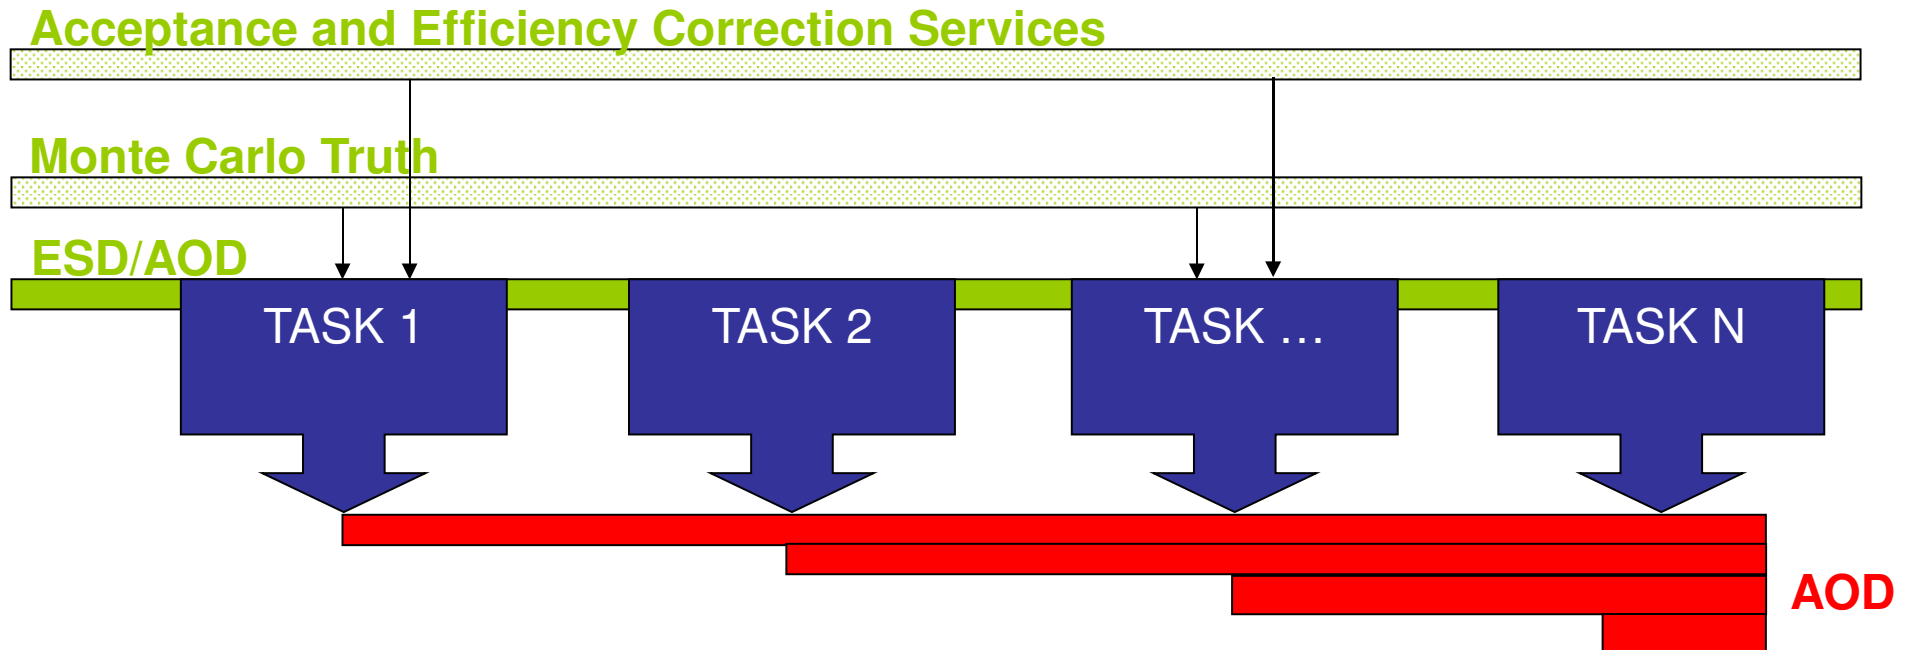 Acceptance and Efficiency Correction Services
Monte Carlo Truth
ESD/AOD
TASK 1
TASK 2
TASK …
TASK N
AOD